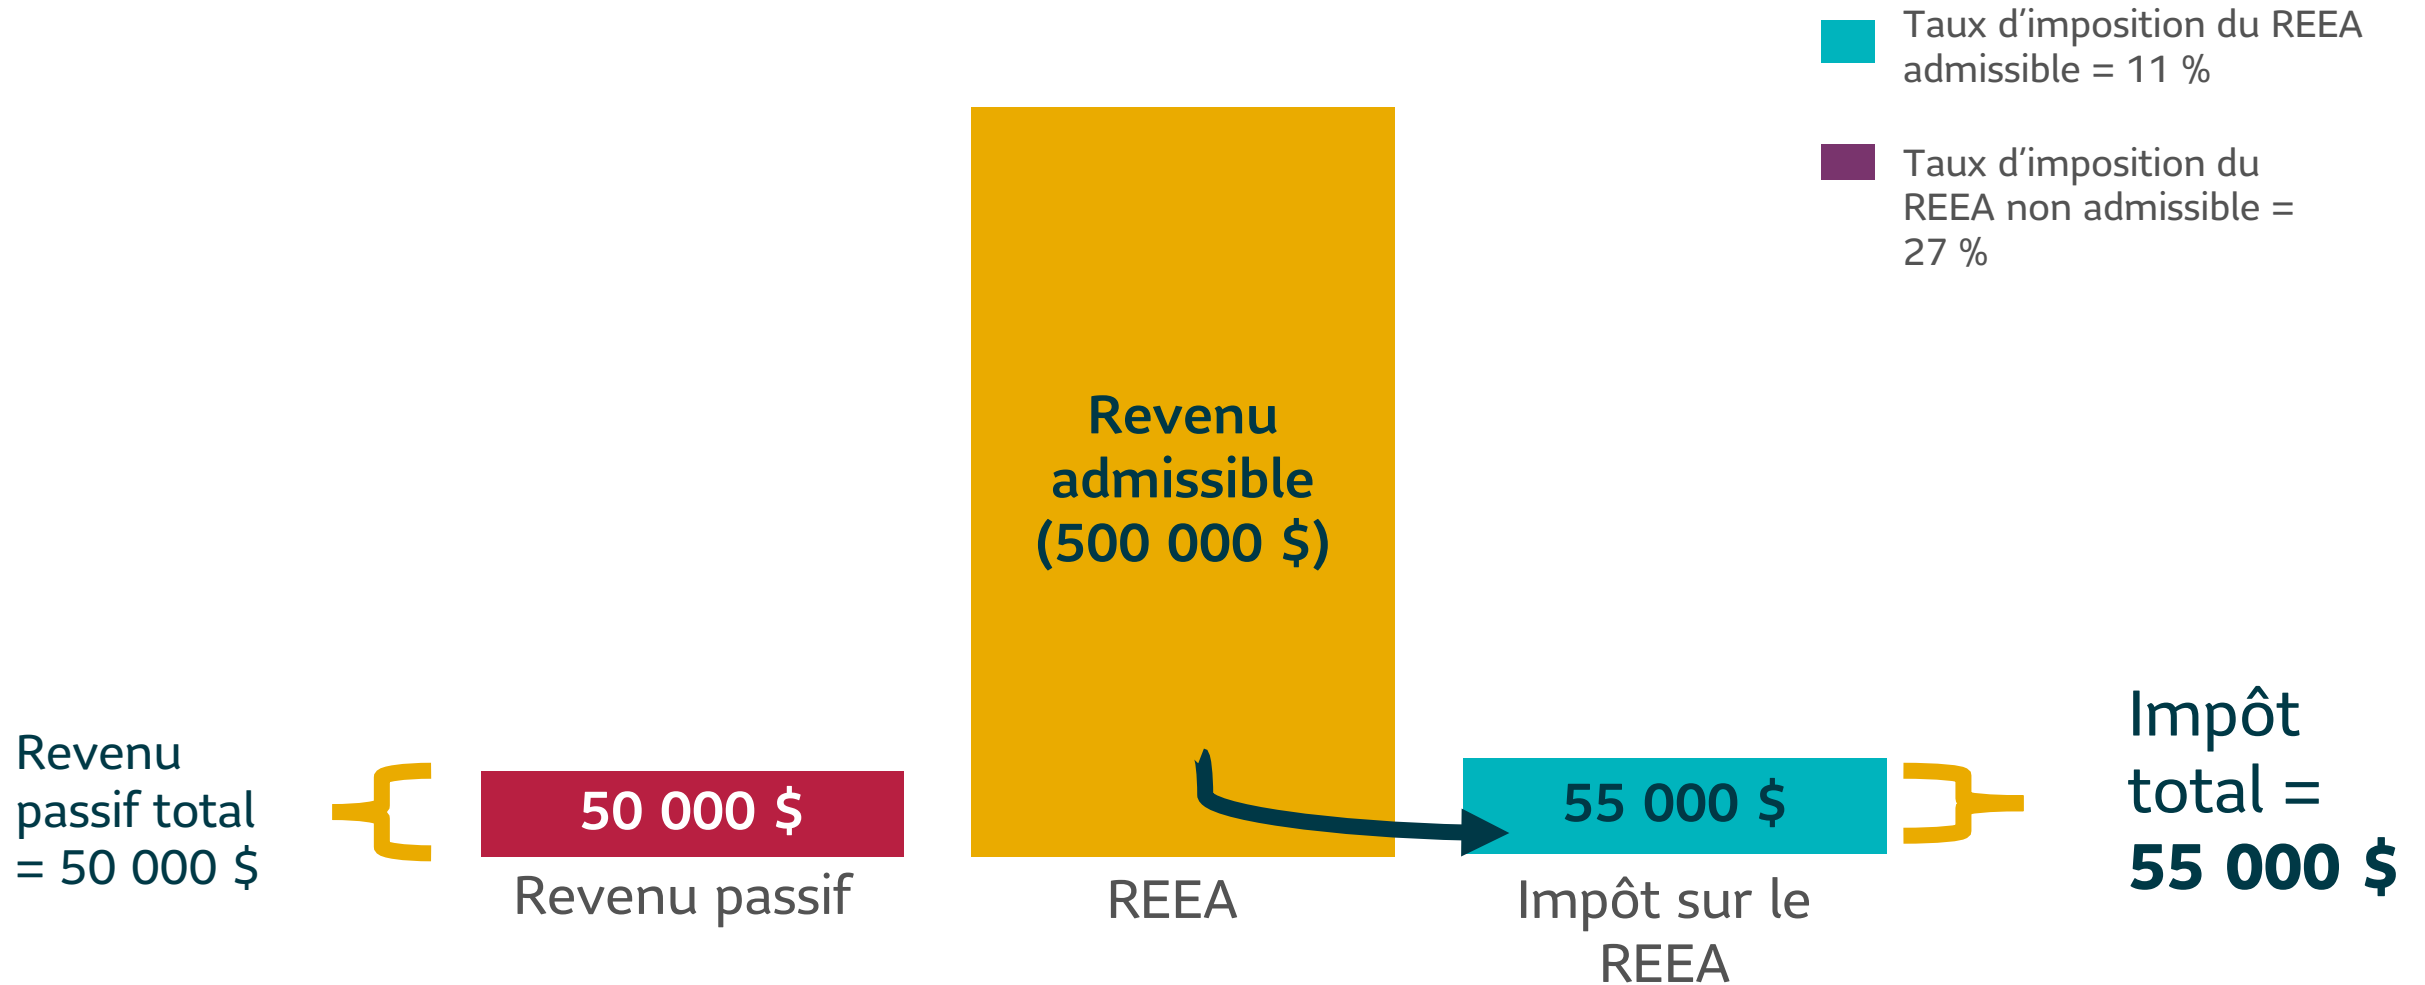 Taux d’imposition du REEA
admissible = 11 %
Taux d’imposition du
REEA non admissible =
27 %
Revenu
admissible
(500 000 $)
Revenu
passif total
= 50 000 $
50 000 $
55 000 $
Impôt
total =
55 000 $
Revenu passif
REEA
Impôt sur le
REEA